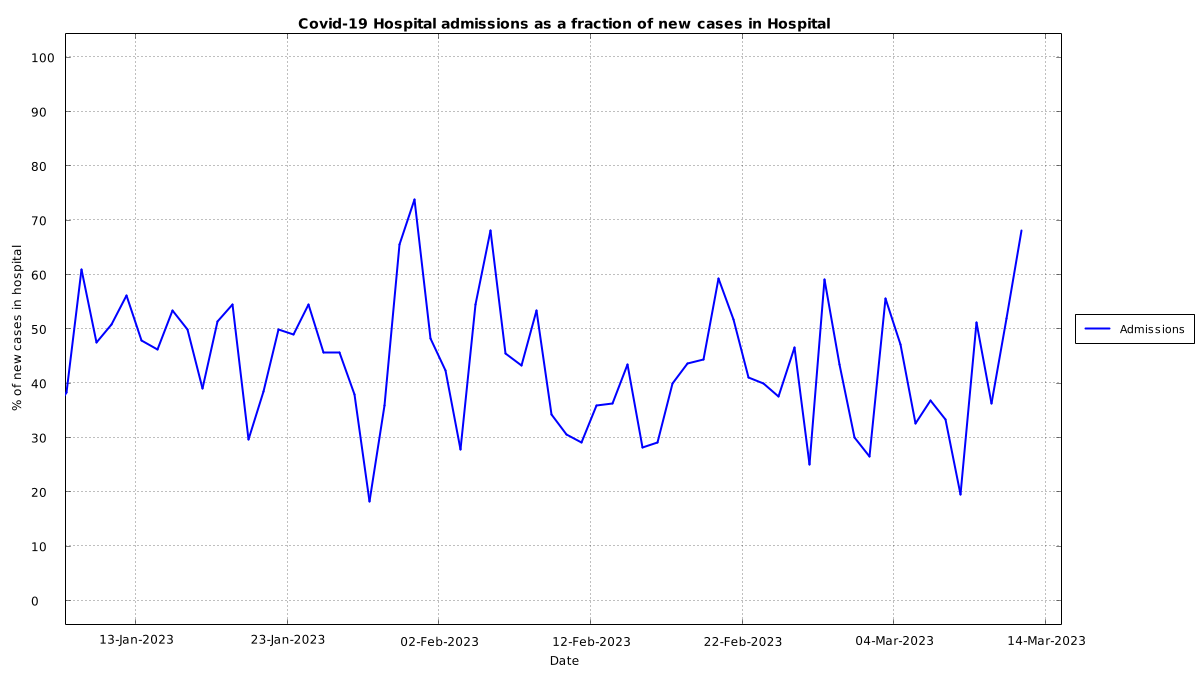 Covid-19 Hospital admissions as a fraction of new cases in Hospital
% of new cases in hospital
100
90
80
70
60
50
40
30
20
10
0
Admissions
13-Jan-2023 23-Jan-2023 02-Feb-2023 12-Feb-2023 22-Feb-2023 04-Mar-2023 14-Mar-2023
Date